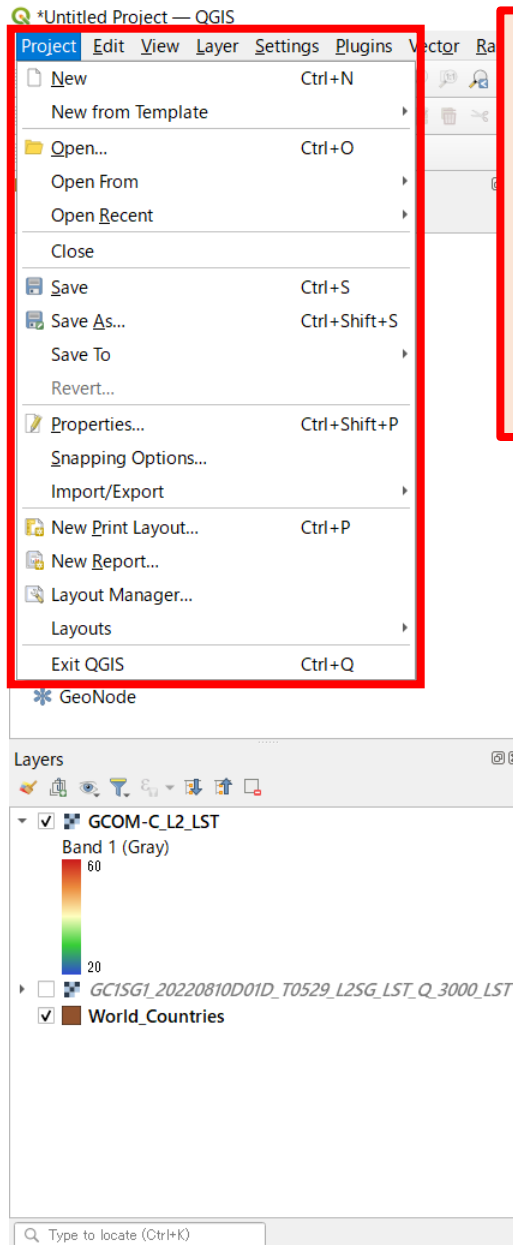 *Untitled Project — QGIS
Project Edit View Layer Settings Plugins Vector Ra
New Ctrl+N
New from Template
Open... Ctrl+O
Open From
Open Recent
Close
Save Ctrl+S
Save As... Ctrl+Shift+S
Save To
Revert...
Properties... Ctrl+Shift+P
Snapping Options...
Import/Export
New Print Layout... Ctrl+P
New Report...
Layout Manager...
Layouts
Exit QGIS Ctrl+Q
GeoNode
Layers
GCOM-C_L2_LST
Band 1 (Gray)
60
20
GC1SG1_20220810D01D_T0529_L2SG_LST_Q_3000_LST
World_Countries
Type to locate (Ctrl+K)